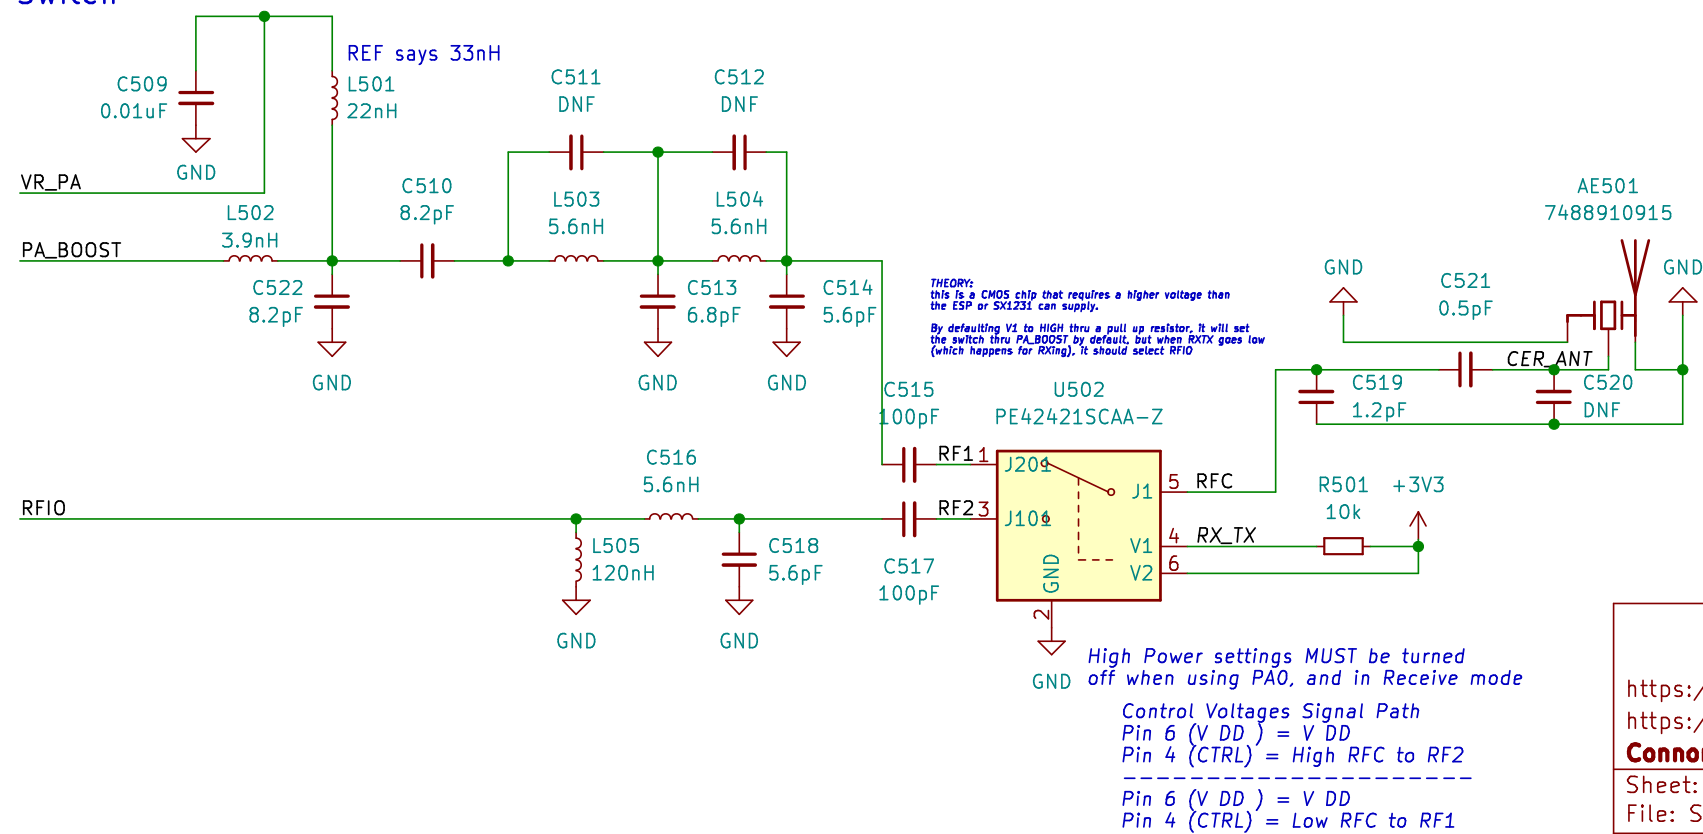 REF says 33nH
C509
0.01uF
GND
L501
22nH
C511
DNF
C512
DNF
VR_PA
L502
3.9nH
PA_BOOST
C510
8.2pF
L503
5.6nH
L504
5.6nH
C522
8.2pF
GND
C513
6.8pF
GND
C514
5.6pF
GND
THEORY:
this is a CMOS chip that requires a higher voltage than
the ESP or SX1231 can supply.
By defaulting V1 to HIGH thru a pull up resistor, it will set
the switch thru PA_BOOST by default, but when RXTX goes low
(which happens for RXing), it should select RFIO
AE501
7488910915
GND
GND
C521
0.5pF
CER_ANT
C519
1.2pF
C520
DNF
C515
100pF
U502
PE42421SCAA-Z
RF1
1
J201
J1
5
RFC
RF2
3
J101
V1
4
RX_TX
V2
6
GND
2
GND
R501
10k
+3V3
C516
5.6nH
RFIO
L505
120nH
GND
C518
5.6pF
GND
C517
100pF
High Power settings MUST be turned
off when using PA0, and in Receive mode
Control Voltages Signal Path
Pin 6 (V DD ) = V DD
Pin 4 (CTRL) = High RFC to RF2
----------------------
Pin 6 (V DD ) = V DD
Pin 4 (CTRL) = Low RFC to RF1
https:/
https:/
Conno
Sheet:
File: S